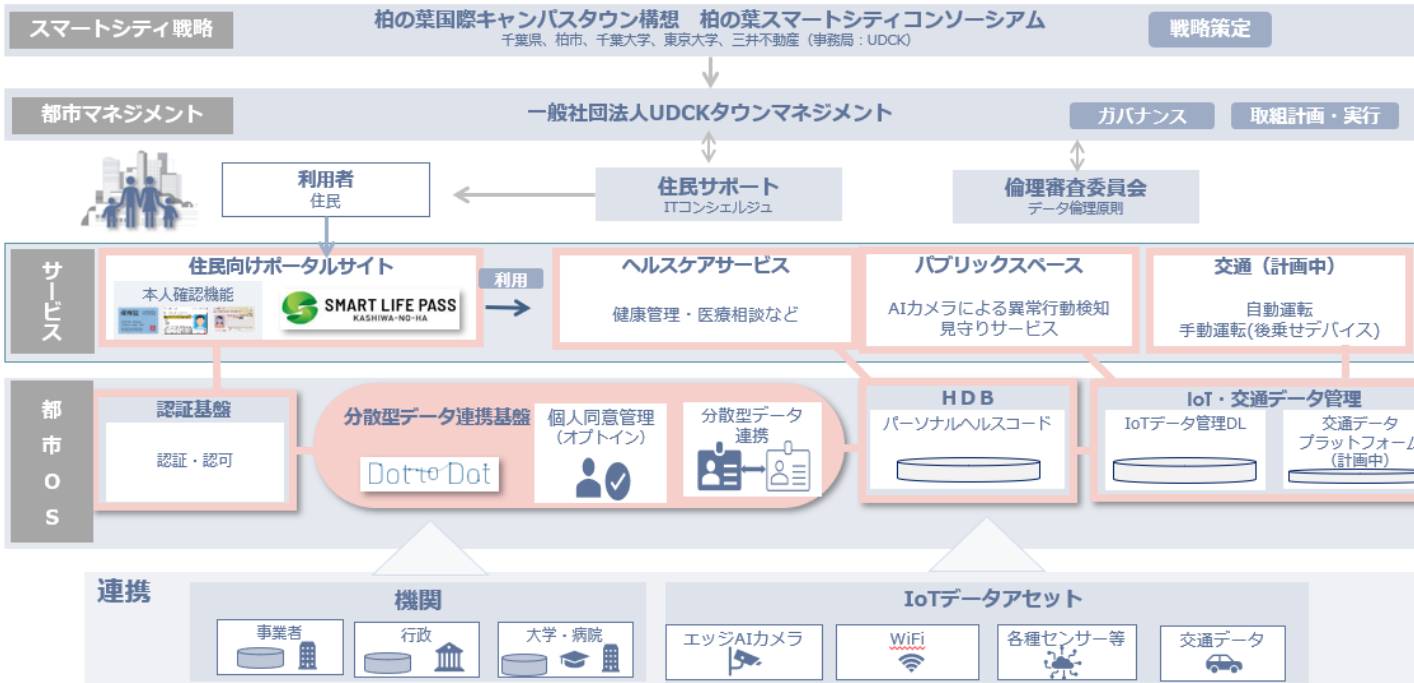 スマートシティ戦略
柏の葉国際キャンパスタウン構想 柏の葉スマートシティコンソーシアム
千葉県、柏市、千葉大学、東京大学、三井不動産（事務局：UDCK）
戦略策定
都市マネジメント
一般社団法人UDCKタウンマネジメント
ガバナンス
取組計画・実行
利用者
住民
住民サポート
ITコンシェルジュ
倫理審査委員会
データ倫理原則
サービス
住民向けポータルサイト
本人確認機能
SMART LIFE PASS
KASHIWA-NO-HA
利用
ヘルスケアサービス
健康管理・医療相談など
パブリックスペース
AIカメラによる異常行動検知
見守りサービス
交通（計画中）
自動運転
手動運転(後乗せデバイス)
都市OS
認証基盤
認証・認可
分散型データ連携基盤
Dot to Dot
個人同意管理
（オプトイン）
分散型データ
連携
HDB
パーソナルヘルスコード
IoT・交通データ管理
IoTデータ管理DL
交通データ
プラットフォーム
（計画中）
連携
機関
事業者
行政
大学・病院
IoTデータアセット
エッジAIカメラ
WiFi
各種センサー等
交通データ